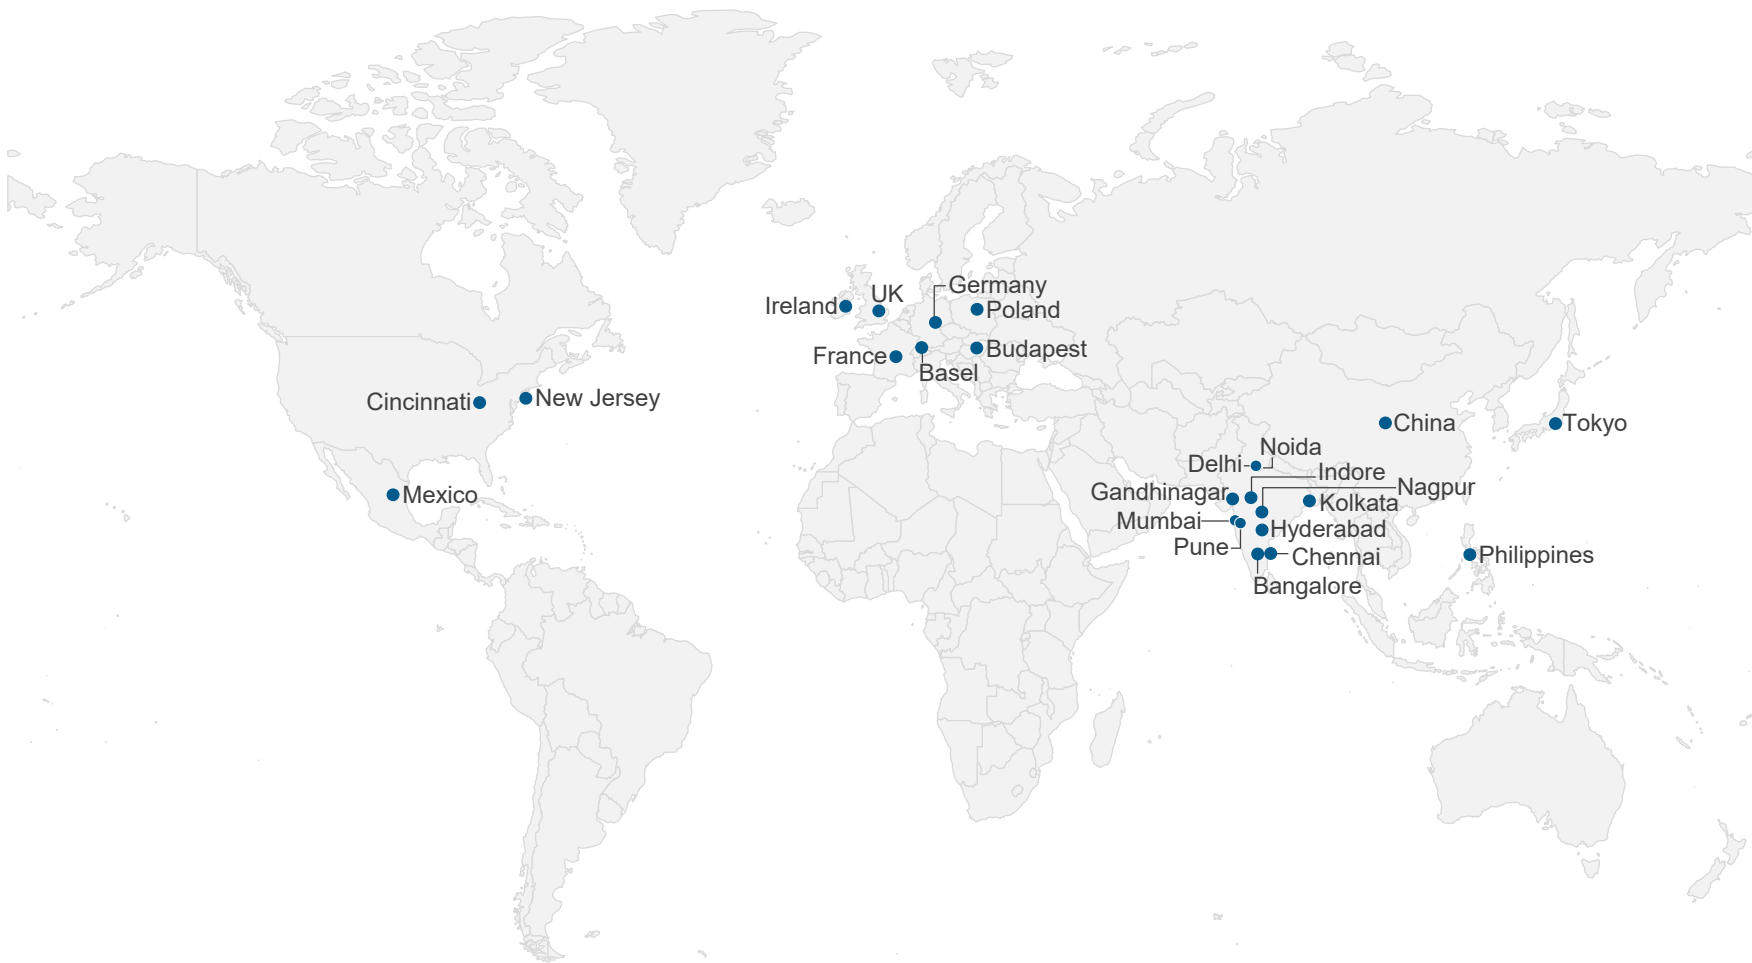 Germany
UK
Ireland
Poland
France
Budapest
Basel
Cincinnati
New Jersey
China
Tokyo
Noida
Delhi
Indore
Nagpur
Gandhinagar
Mexico
Kolkata
Mumbai
Hyderabad
Pune
Chennai
Philippines
Bangalore